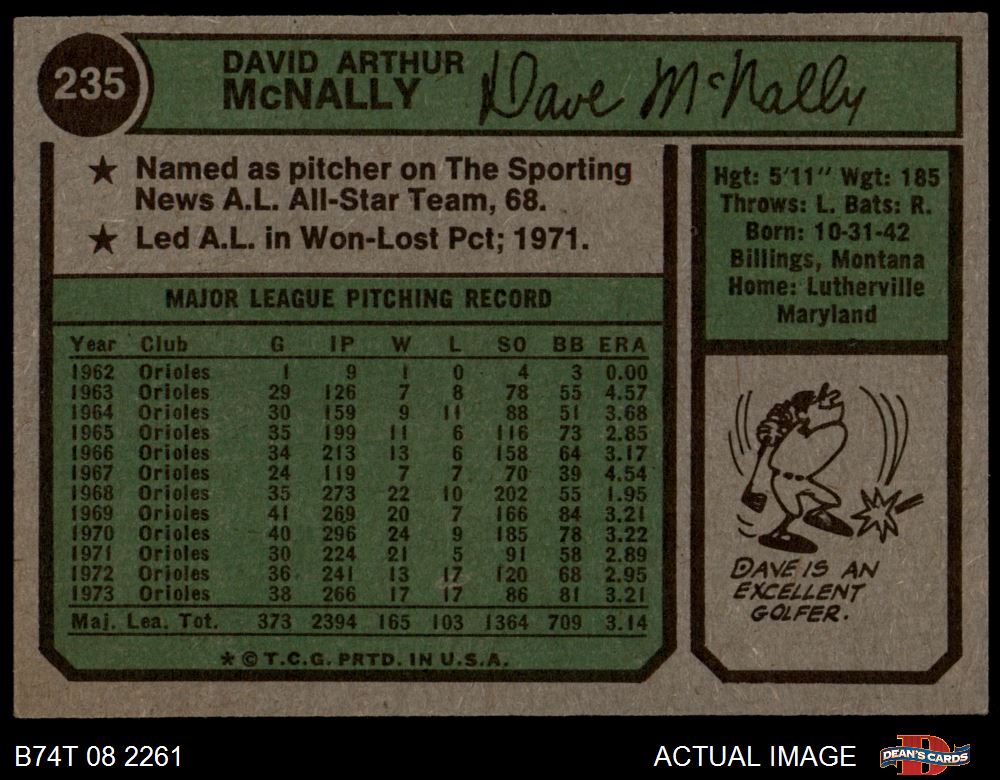 235
DAVID ARTHUR
McNALLY
Dave McNally
★ Named as pitcher on The Sporting
News A.L. All-Star Team, 68.
★ Led A.L. in Won-Lost Pct; 1971.
MAJOR LEAGUE PITCHING RECORD
Year Club G IP W L SO BB ERA
1962 Orioles 1 9 1 0 4 3 0.00
1963 Orioles 29 126 7 8 78 55 4.57
1964 Orioles 30 159 9 11 88 51 3.68
1965 Orioles 35 199 11 6 116 73 2.85
1966 Orioles 34 213 13 6 158 64 3.17
1967 Orioles 24 119 7 7 70 39 4.54
1968 Orioles 35 273 22 10 202 55 1.95
1969 Orioles 41 269 20 7 166 84 3.21
1970 Orioles 40 296 24 9 185 78 3.22
1971 Orioles 30 224 21 5 91 58 2.89
1972 Orioles 36 241 13 17 120 68 2.95
1973 Orioles 38 266 17 17 86 81 3.21
Maj. Lea. Tot. 373 2394 165 103 1364 709 3.14
★ © T.C.G. PRTD. IN U.S.A.
Hgt: 5'11" Wgt: 185
Throws: L. Bats: R.
Born: 10-31-42
Billings, Montana
Home: Lutherville
Maryland
DAVE IS AN
EXCELLENT
GOLFER.
B74T 08 2261
ACTUAL IMAGE
DEAN'S CARDS